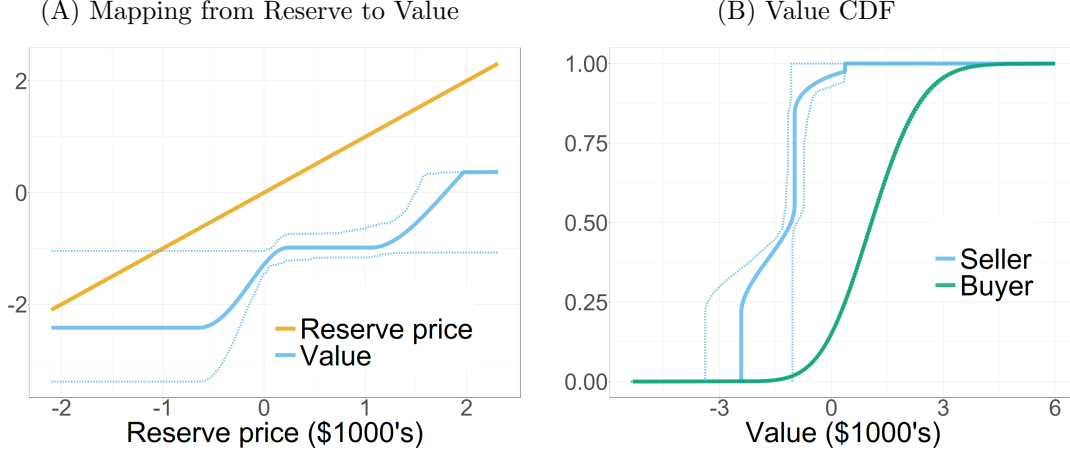 (A) Mapping from Reserve to Value
2
0
-2
Reserve price
Value
-2 -1 0 1 2
Reserve price ($1000's)
(B) Value CDF
1.00
0.75
0.50
0.25
0.00
Seller
Buyer
-3 0 3 6
Value ($1000's)